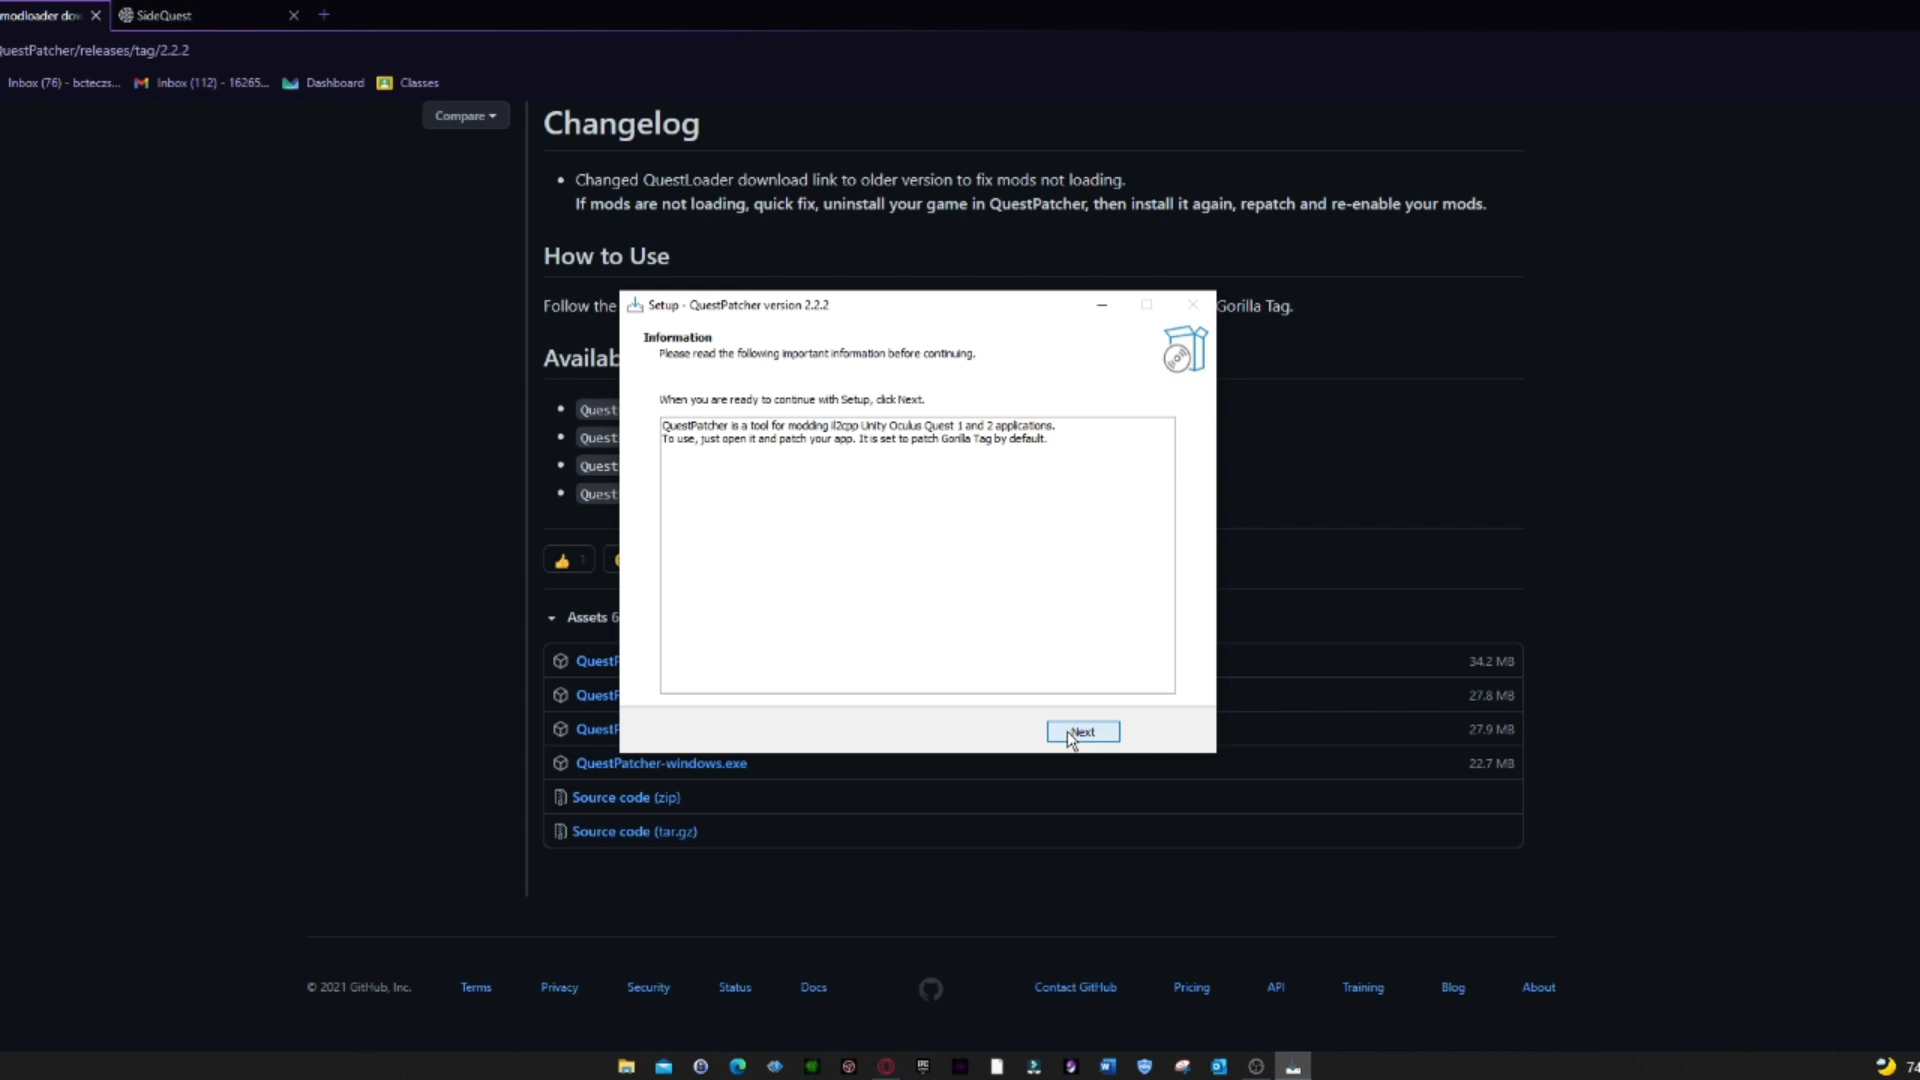 modloader dow
SideQuest
QuestPatcher/releases/tag/2.2.2
Inbox (76) - bcteczs...
Inbox (112) - 16265...
Dashboard
Classes
Compare
Changelog
Changed QuestLoader download link to older version to fix mods not loading.
If mods are not loading, quick fix, uninstall your game in QuestPatcher, then install it again, repatch and re-enable your mods.
How to Use
Follow the
Gorilla Tag.
Setup - QuestPatcher version 2.2.2
Information
Please read the following important information before continuing.
When you are ready to continue with Setup, click Next.
QuestPatcher is a tool for modding il2cpp Unity Oculus Quest 1 and 2 applications.
To use, just open it and patch your app. It is set to patch Gorilla Tag by default.
Next
Availab
Quest
Quest
Quest
Quest
1
Assets 6
QuestP
34.2 MB
QuestP
27.8 MB
QuestP
27.9 MB
QuestPatcher-windows.exe
22.7 MB
Source code (zip)
Source code (tar.gz)
© 2021 GitHub, Inc.
Terms
Privacy
Security
Status
Docs
Contact GitHub
Pricing
API
Training
Blog
About
74